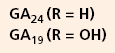 GA₂₄ (R = H)
GA₁₉ (R = OH)